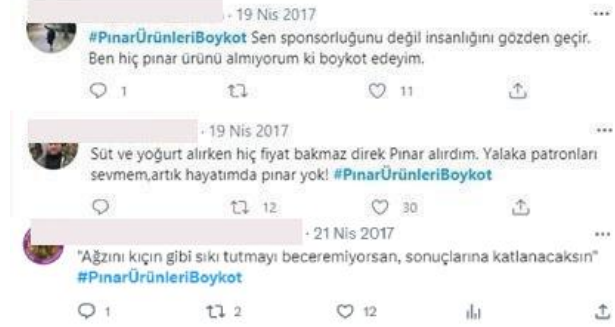 · 19 Nis 2017
#PınarÜrünleriBoykot Sen sponsorluğunu değil insanlığını gözden geçir.
Ben hiç pınar ürünü almıyorum ki boykot edeyim.
1 11
· 19 Nis 2017
Süt ve yoğurt alırken hiç fiyat bakmaz direk Pınar alırdım. Yalaka patronları
sevmem,artık hayatımda pınar yok! #PınarÜrünleriBoykot
12 30
· 21 Nis 2017
"Ağzını kıçın gibi sıkı tutmayı beceremiyorsan, sonuçlarına katlanacaksın"
#PınarÜrünleriBoykot
1 2 12